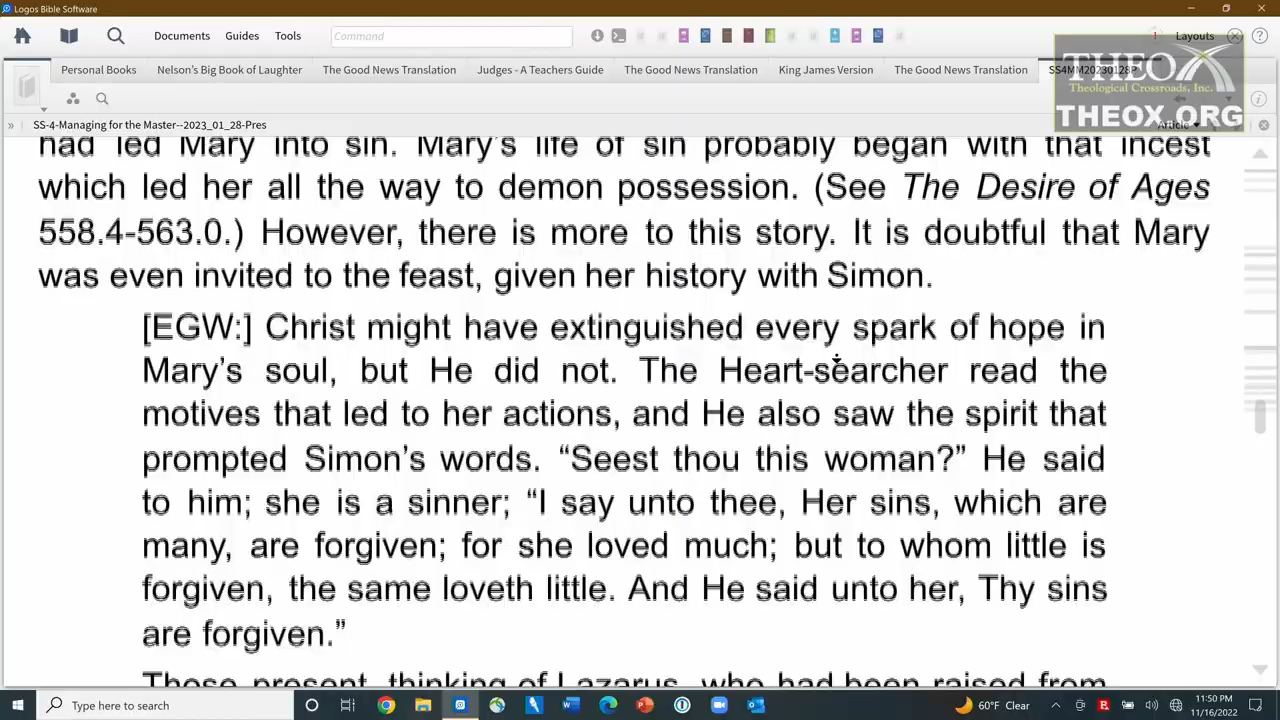 Logos Bible Software
Documents Guides Tools Command Layouts
Personal Books Nelson's Big Book of Laughter The G Judges - A Teachers Guide The Good News Translation King James Version The Good News Translation SS4MM20230128P
THEOX
Theological Crossroads, Inc.
THEOX.ORG
SS-4-Managing for the Master--2023_01_28-Pres Article
had led Mary into sin. Mary's life of sin probably began with that incest
which led her all the way to demon possession. (See The Desire of Ages
558.4-563.0.) However, there is more to this story. It is doubtful that Mary
was even invited to the feast, given her history with Simon.
[EGW:] Christ might have extinguished every spark of hope in
Mary's soul, but He did not. The Heart-searcher read the
motives that led to her actions, and He also saw the spirit that
prompted Simon's words. “Seest thou this woman?” He said
to him; she is a sinner; “I say unto thee, Her sins, which are
many, are forgiven; for she loved much; but to whom little is
forgiven, the same loveth little. And He said unto her, Thy sins
are forgiven.”
Those present, thinking of Lazarus, who had been raised from
Type here to search 60°F Clear 11:50 PM
11/16/2022